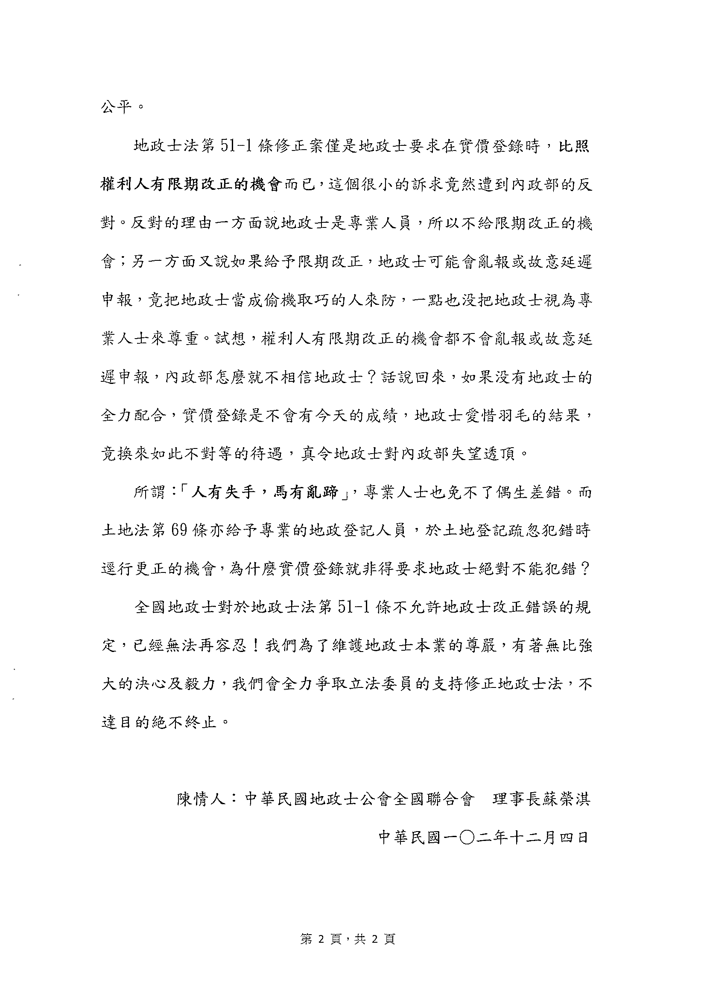 公平。
地政士法第 51-1 條修正案僅是地政士要求在實價登錄時，比照
權利人有限期改正的機會而已，這個很小的訴求竟然遭到內政部的反
對。反對的理由一方面說地政士是專業人員，所以不給限期改正的機
會；另一方面又說如果給予限期改正，地政士可能會亂報或故意延遲
申報，竟把地政士當成偷機取巧的人來防，一點也沒把地政士視為專
業人士來尊重。試想，權利人有限期改正的機會都不會亂報或故意延
遲申報，內政部怎麼就不相信地政士？話說回來，如果沒有地政士的
全力配合，實價登錄是不會有今天的成績，地政士愛惜羽毛的結果，
竟換來如此不對等的待遇，真令地政士對內政部失望透頂。
所謂：「人有失手，馬有亂蹄」，專業人士也免不了偶生差錯。而
土地法第 69 條亦給予專業的地政登記人員，於土地登記疏忽犯錯時
逕行更正的機會，為什麼實價登錄就非得要求地政士絕對不能犯錯？
全國地政士對於地政士法第 51-1 條不允許地政士改正錯誤的規
定，已經無法再容忍！我們為了維護地政士本業的尊嚴，有著無比強
大的決心及毅力，我們會全力爭取立法委員的支持修正地政士法，不
達目的絕不終止。
陳情人：中華民國地政士公會全國聯合會　理事長蘇榮淇
中華民國一○二年十二月四日
第 2 頁，共 2 頁